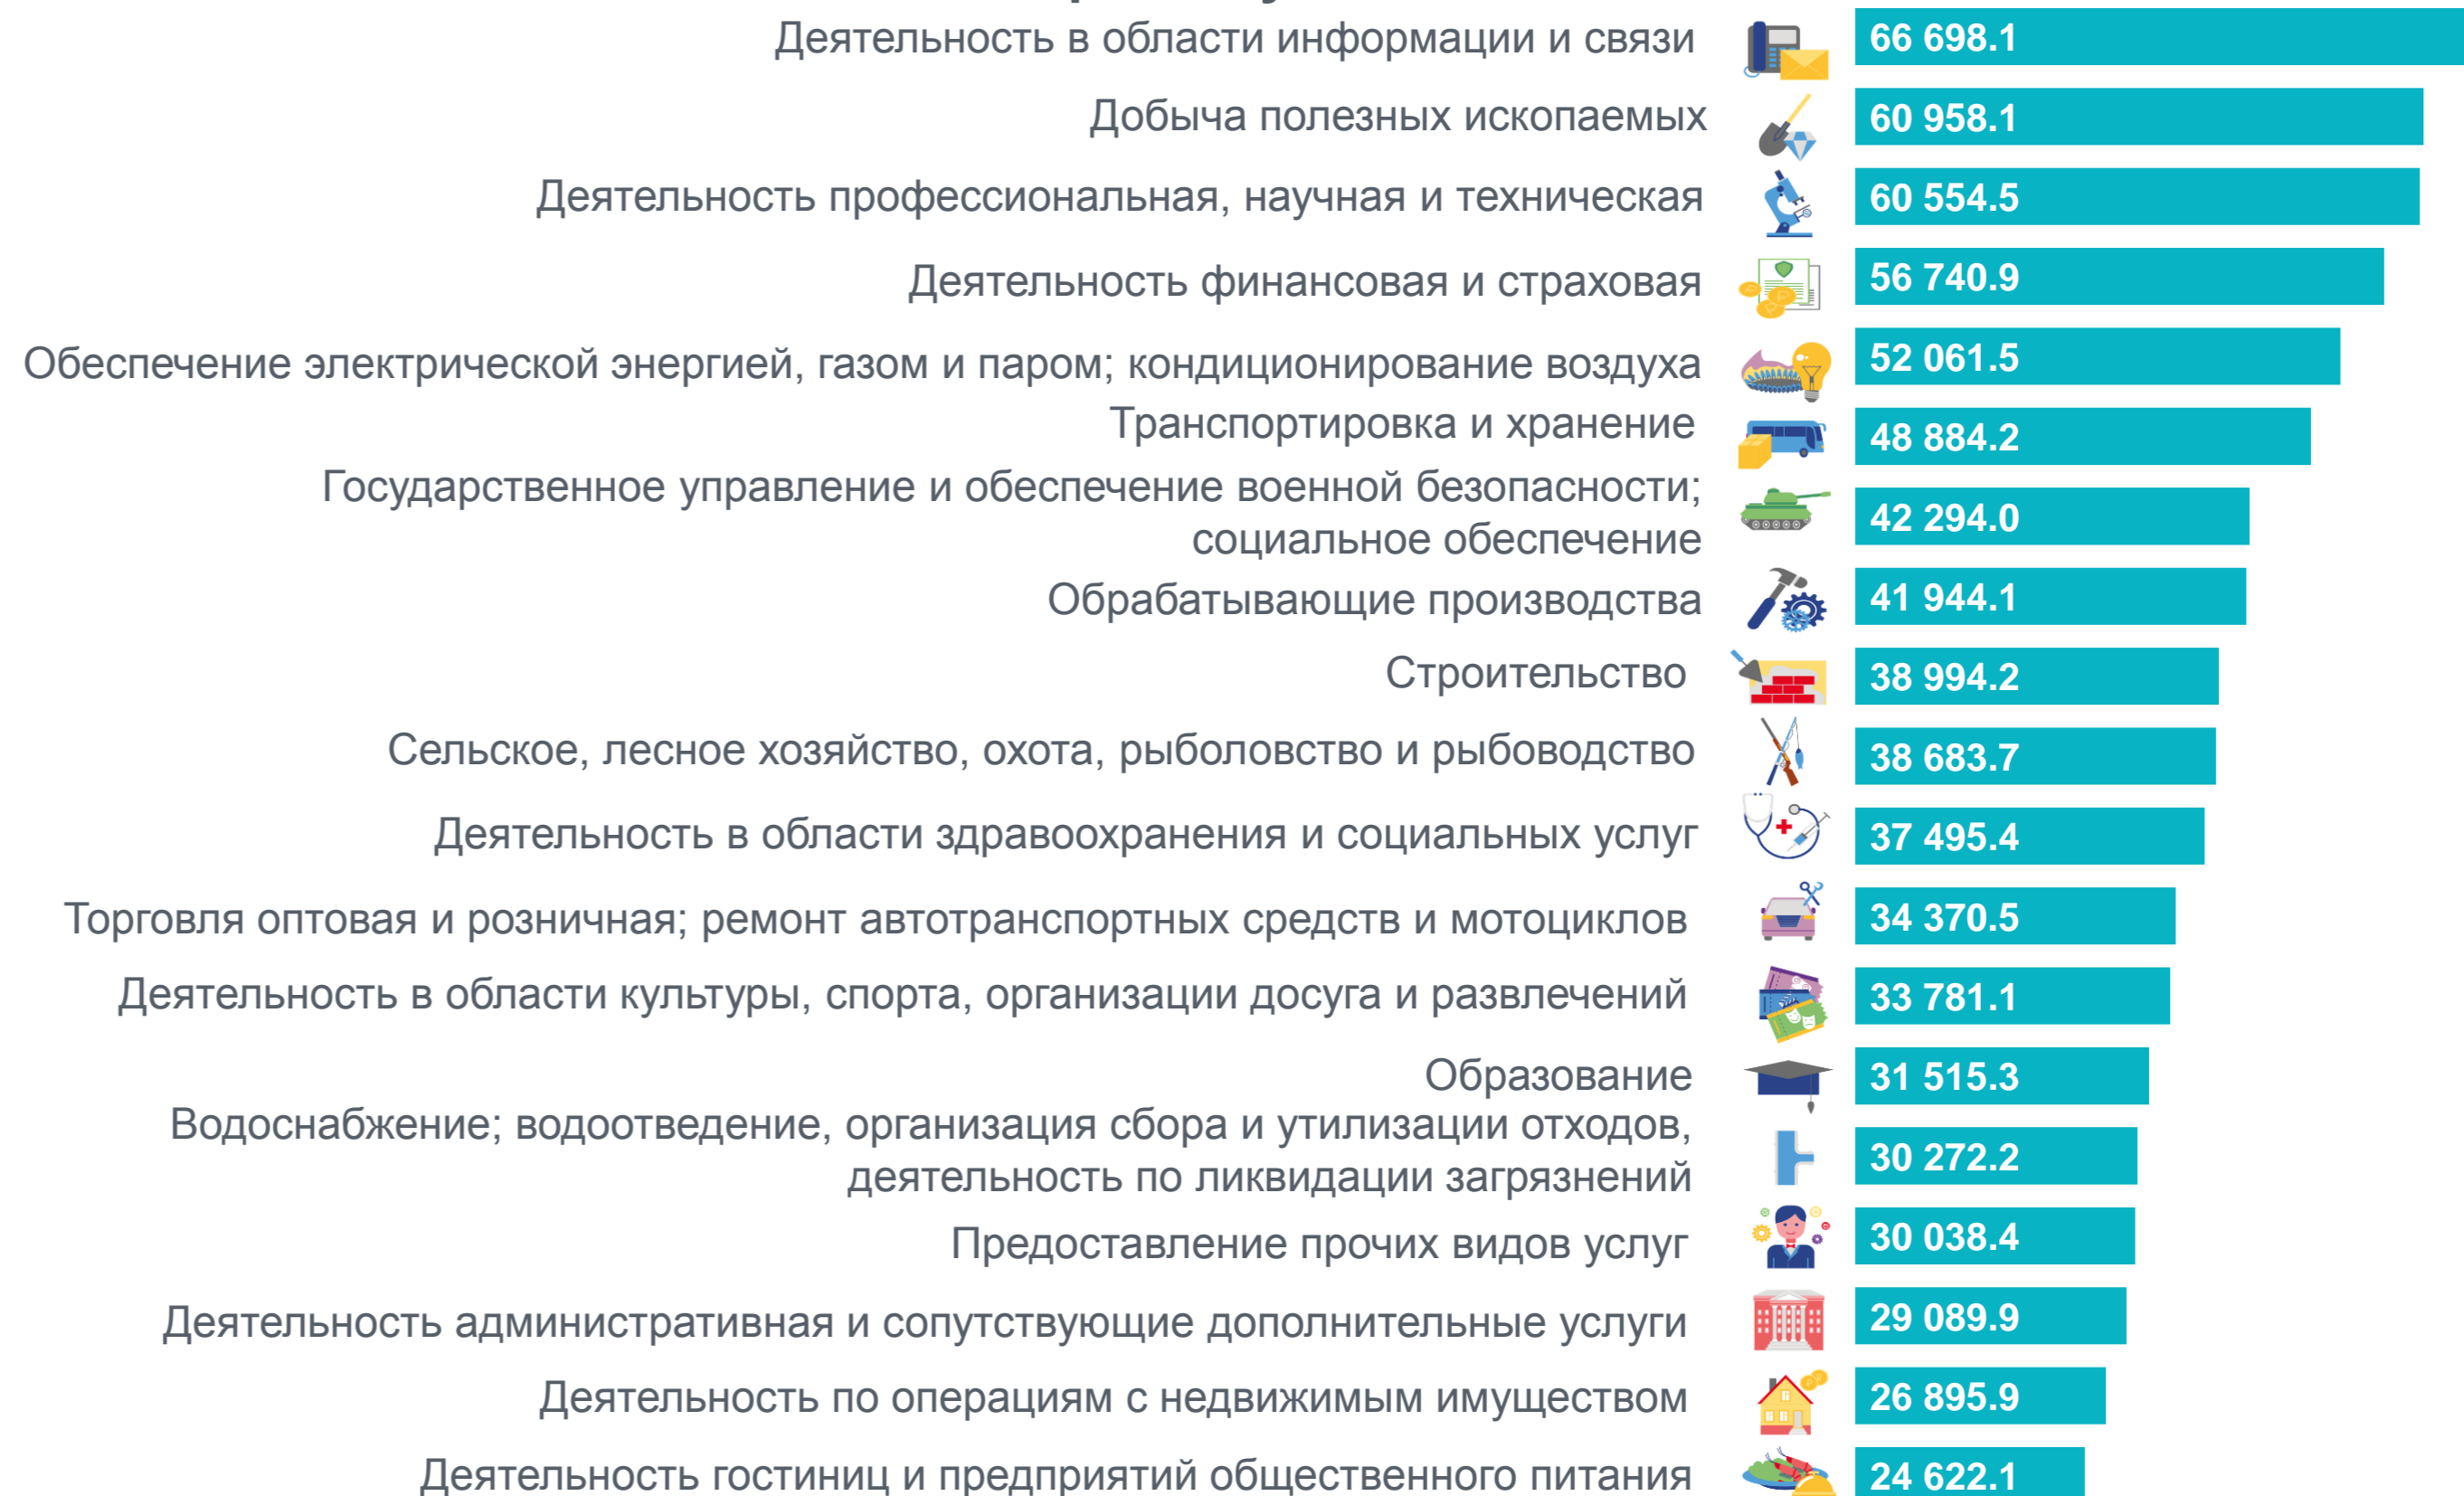 Деятельность в области информации и связи 66 698.1
Добыча полезных ископаемых 60 958.1
Деятельность профессиональная, научная и техническая 60 554.5
Деятельность финансовая и страховая 56 740.9
Обеспечение электрической энергией, газом и паром; кондиционирование воздуха 52 061.5
Транспортировка и хранение 48 884.2
Государственное управление и обеспечение военной безопасности;
социальное обеспечение 42 294.0
Обрабатывающие производства 41 944.1
Строительство 38 994.2
Сельское, лесное хозяйство, охота, рыболовство и рыбоводство 38 683.7
Деятельность в области здравоохранения и социальных услуг 37 495.4
Торговля оптовая и розничная; ремонт автотранспортных средств и мотоциклов 34 370.5
Деятельность в области культуры, спорта, организации досуга и развлечений 33 781.1
Образование 31 515.3
Водоснабжение; водоотведение, организация сбора и утилизации отходов,
деятельность по ликвидации загрязнений 30 272.2
Предоставление прочих видов услуг 30 038.4
Деятельность административная и сопутствующие дополнительные услуги 29 089.9
Деятельность по операциям с недвижимым имуществом 26 895.9
Деятельность гостиниц и предприятий общественного питания 24 622.1